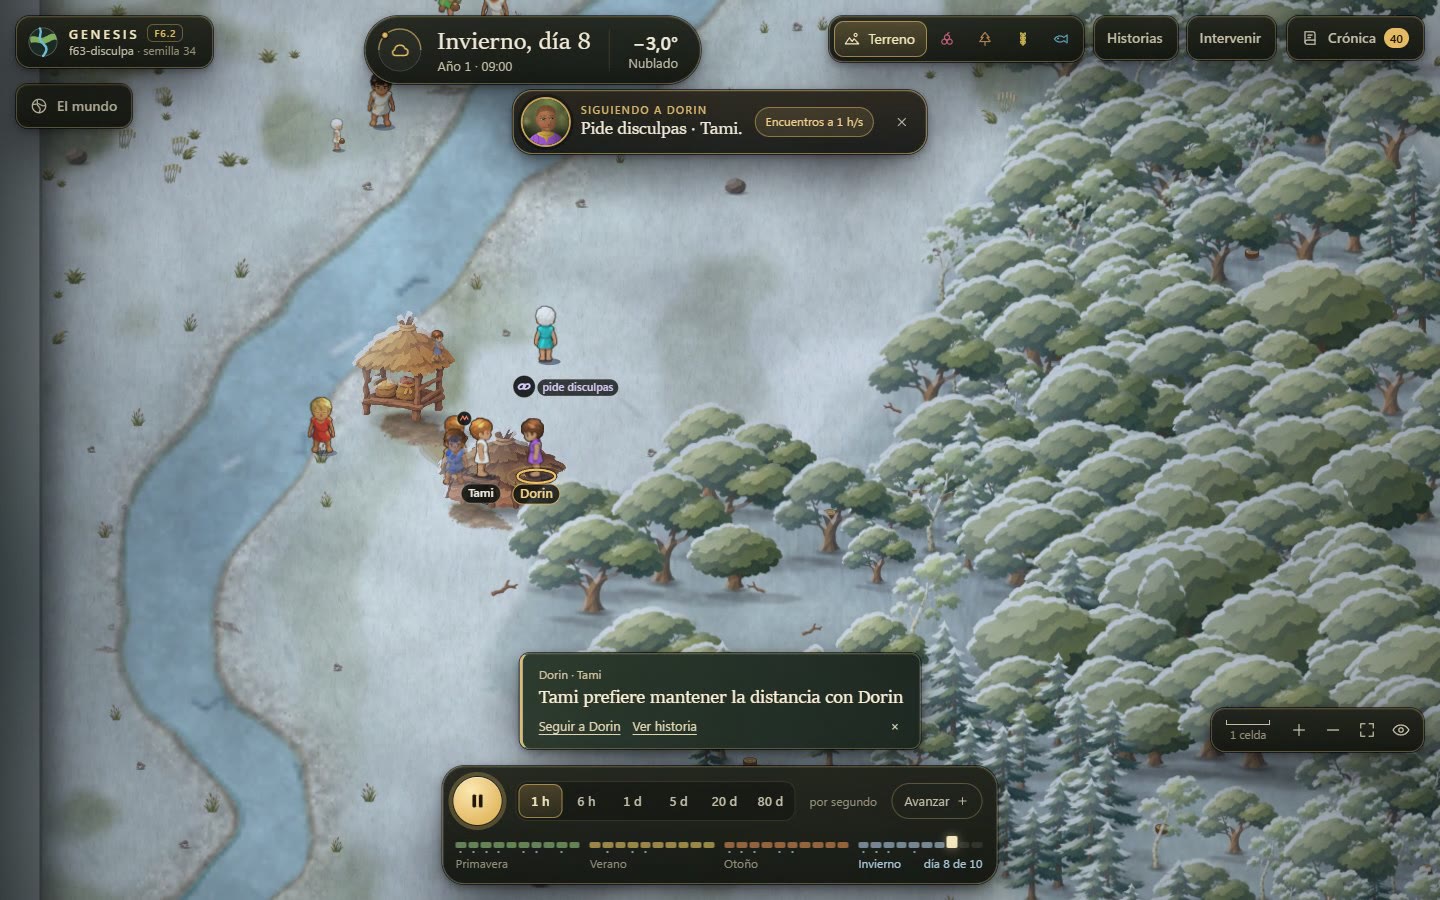 GENESIS F6.2
f63-disculpa · semilla 34
El mundo
Invierno, día 8
Año 1 · 09:00
−3,0°
Nublado
Terreno
Historias
Intervenir
Crónica 40
SIGUIENDO A DORIN
Pide disculpas · Tami.
Encuentros a 1 h/s
pide disculpas
Tami
Dorin
Dorin · Tami
Tami prefiere mantener la distancia con Dorin
Seguir a Dorin Ver historia
1 celda
1 h 6 h 1 d 5 d 20 d 80 d por segundo Avanzar
Primavera Verano Otoño Invierno día 8 de 10